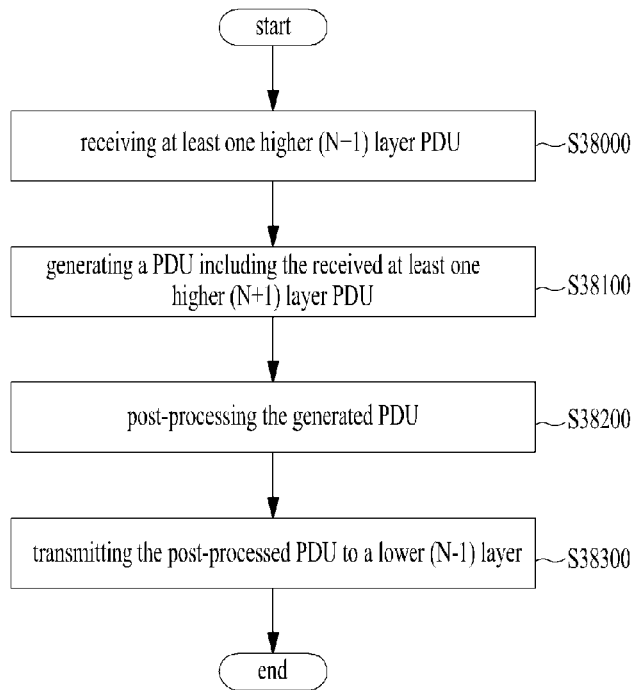 start
receiving at least one higher (N−1) layer PDU
S38000
generating a PDU including the received at least one
higher (N+1) layer PDU
S38100
post-processing the generated PDU
S38200
transmitting the post-processed PDU to a lower (N-1) layer
S38300
end